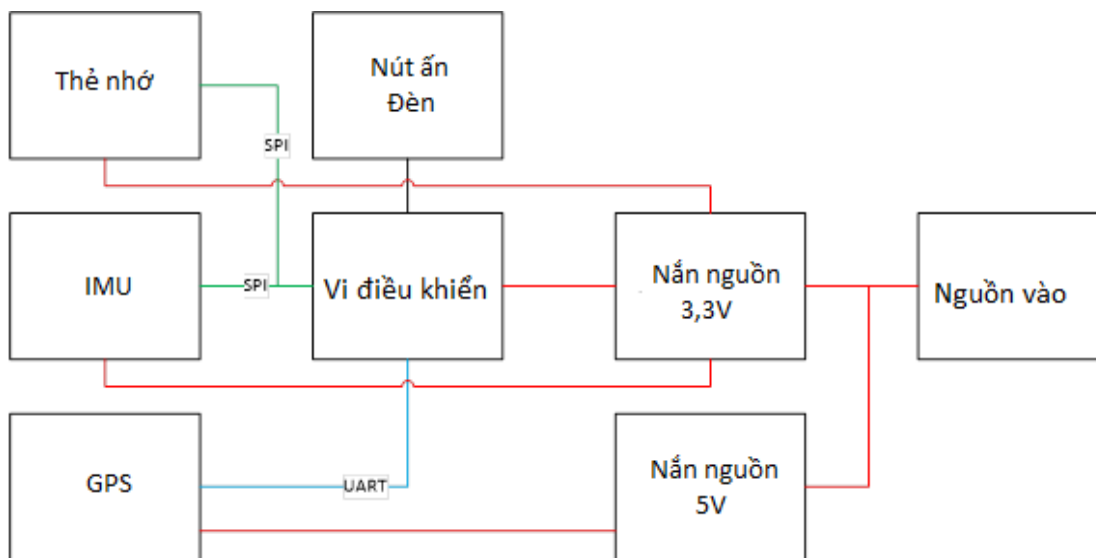 Thẻ nhớ
Nút ấn
Đèn
SPI
IMU
SPI
Vi điều khiển
Nắn nguồn
3,3V
Nguồn vào
GPS
UART
Nắn nguồn
5V